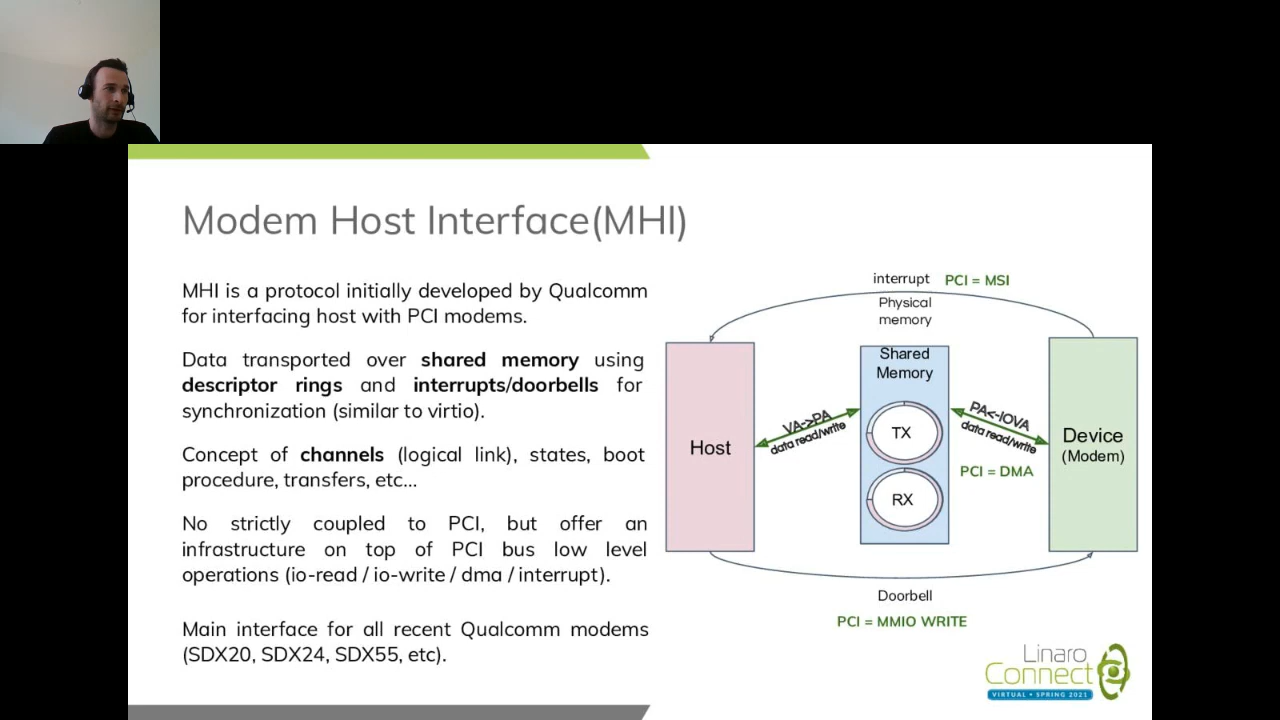 Modem Host Interface(MHI)
MHI is a protocol initially developed by Qualcomm
for interfacing host with PCI modems.
Data transported over shared memory using
descriptor rings and interrupts/doorbells for
synchronization (similar to virtio).
Concept of channels (logical link), states, boot
procedure, transfers, etc...
No strictly coupled to PCI, but offer an
infrastructure on top of PCI bus low level
operations (io-read / io-write / dma / interrupt).
Main interface for all recent Qualcomm modems
(SDX20, SDX24, SDX55, etc).
interrupt PCI = MSI
Physical
memory
Shared
Memory
Host
VA->PA
data read/write
TX
RX
PA<-IOVA
data read/write
PCI = DMA
Device
(Modem)
Doorbell
PCI = MMIO WRITE
Linaro
Connect
VIRTUAL • SPRING 2021